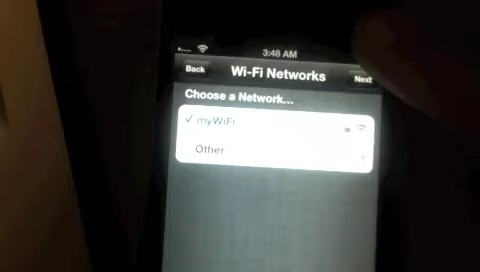 3:48 AM
Back
Wi-Fi Networks
Next
Choose a Network...
myWiFi
Other